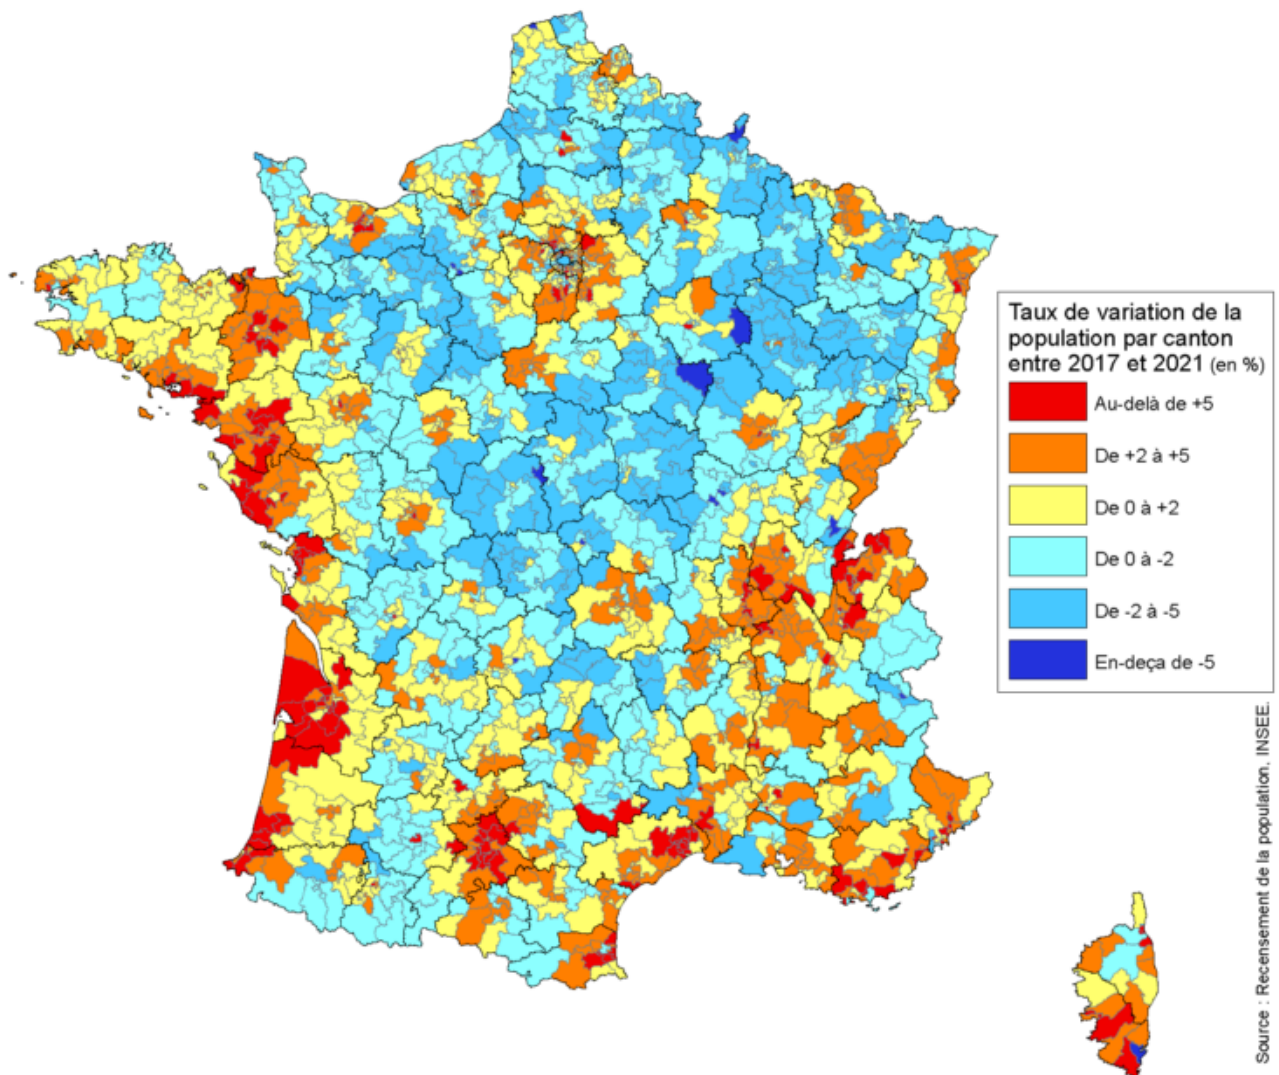 Taux de variation de la
population par canton
entre 2017 et 2021 (en %)
Au-delà de +5
De +2 à +5
De 0 à +2
De 0 à -2
De -2 à -5
En-deça de -5
Source : Recensement de la population, INSEE.